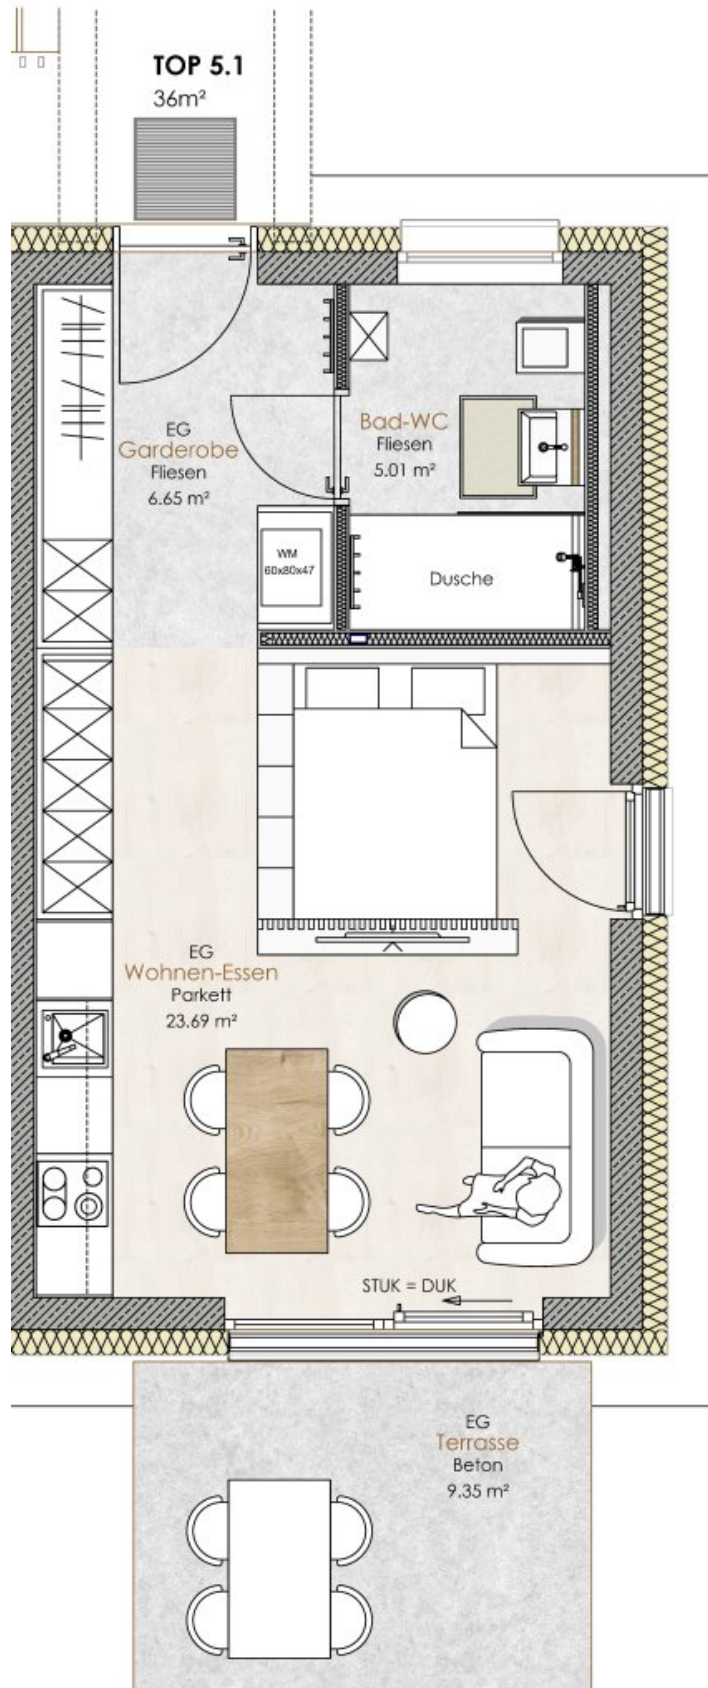 TOP 5.1
36m²
EG
Garderobe
Fliesen
6.65 m²
Bad-WC
Fliesen
5.01 m²
WM
60x80x47
Dusche
EG
Wohnen-Essen
Parkett
23.69 m²
STUK = DUK
EG
Terrasse
Beton
9.35 m²